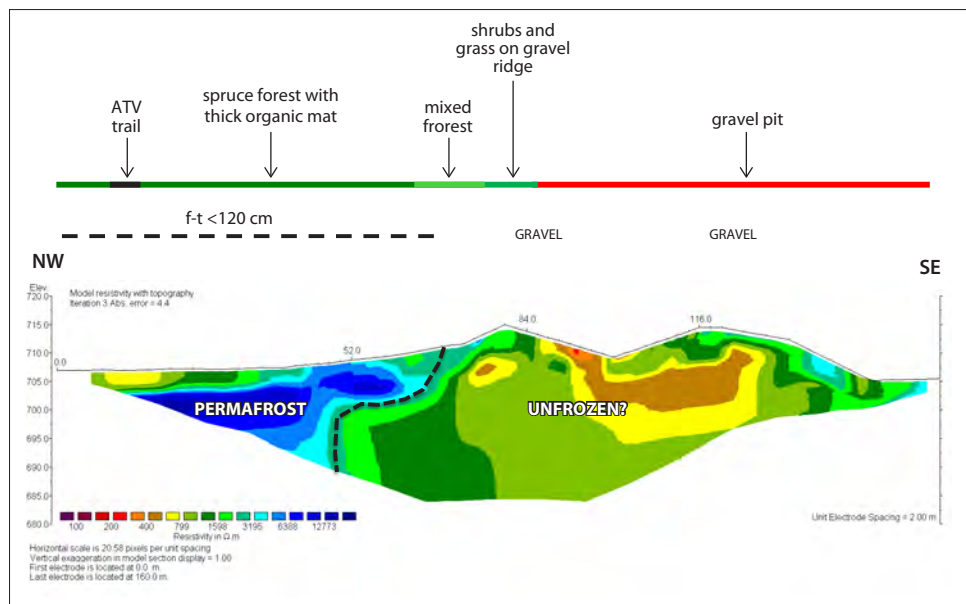 shrubs and
grass on gravel
ridge
spruce forest with
thick organic mat
ATV
trail
mixed
frorest
gravel pit
f-t <120 cm
GRAVEL
GRAVEL
NW
SE
Elev.
Model resistivity with topography
Iteration 3 Abs. error = 4.4
720.0
715.0
710.0
705.0
700.0
695.0
690.0
685.0
680.0
0.0
52.0
84.0
116.0
PERMAFROST
UNFROZEN?
100 200 400 799 1598 3195 6388 12773
Resistivity in Ω.m
Unit Electrode Spacing = 2.00 m.
Horizontal scale is 20.58 pixels per unit spacing
Vertical exaggeration in model section display = 1.00
First electrode is located at 0.0 m.
Last electrode is located at 160.0 m.